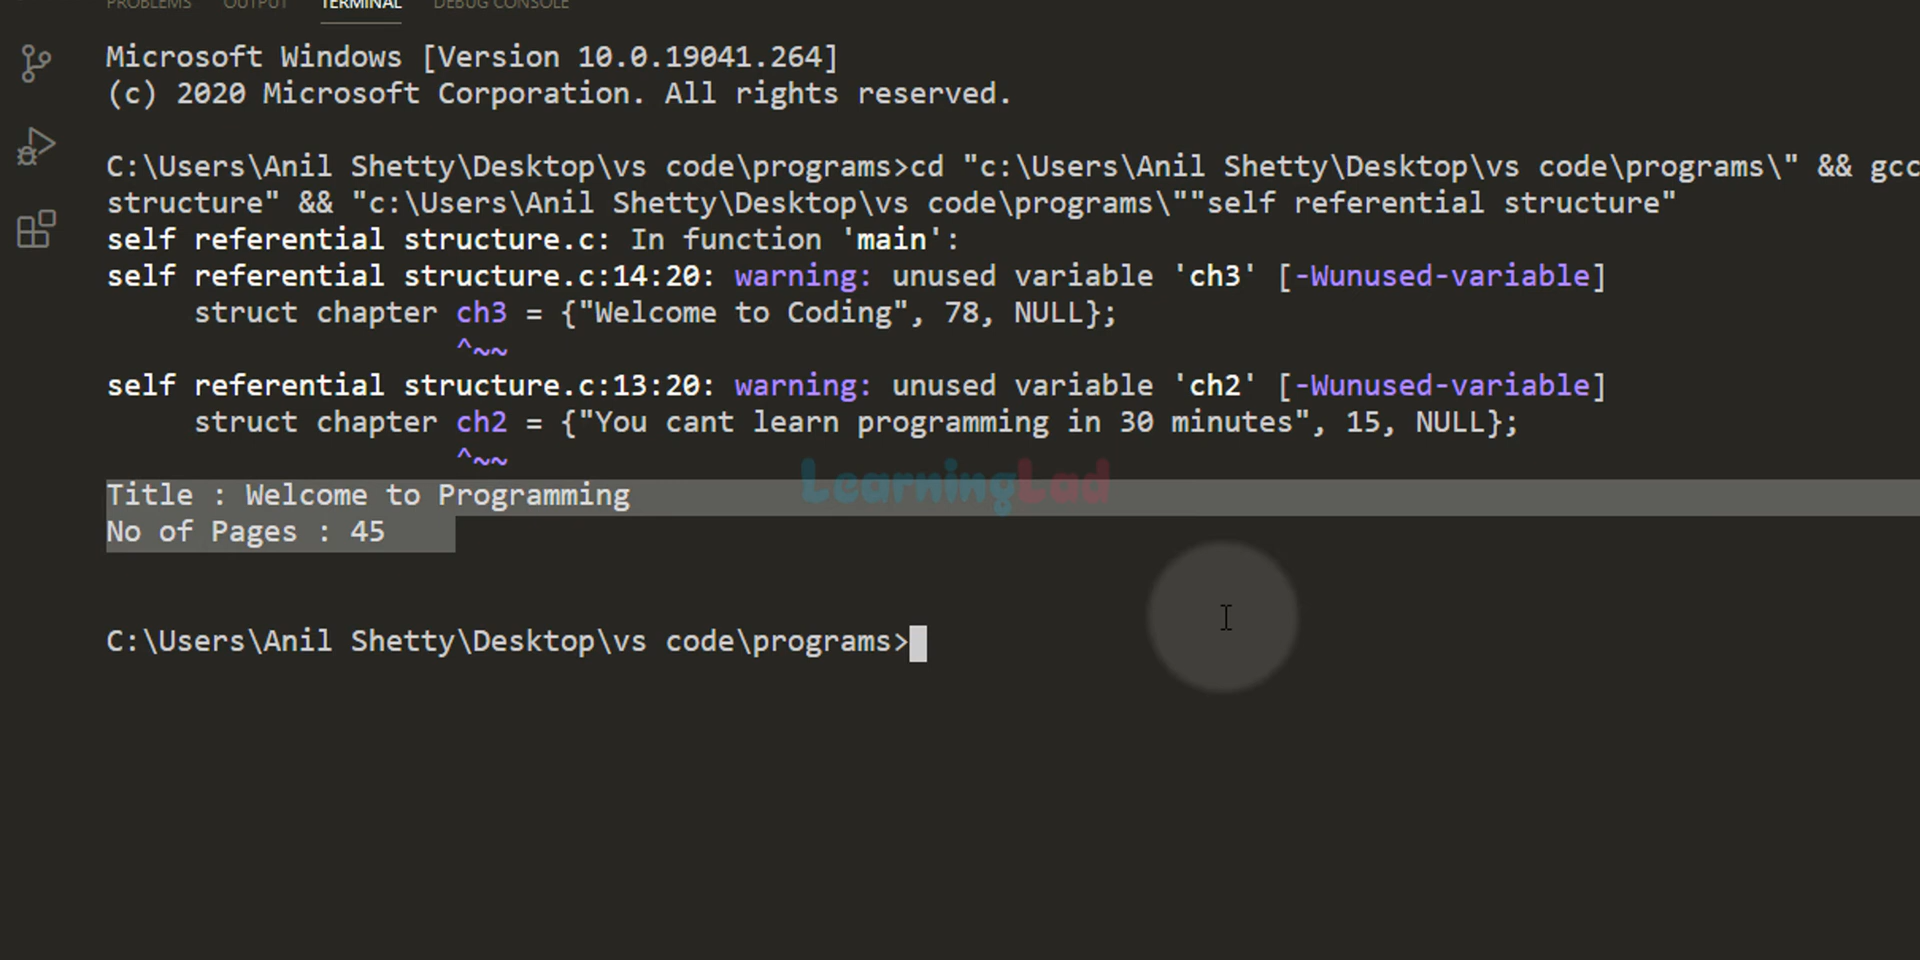 PROBLEMS OUTPUT TERMINAL DEBUG CONSOLE
Microsoft Windows [Version 10.0.19041.264]
(c) 2020 Microsoft Corporation. All rights reserved.
C:\Users\Anil Shetty\Desktop\vs code\programs>cd "c:\Users\Anil Shetty\Desktop\vs code\programs\" && gcc
structure" && "c:\Users\Anil Shetty\Desktop\vs code\programs\""self referential structure"
self referential structure.c: In function 'main':
self referential structure.c:14:20: warning: unused variable 'ch3' [-Wunused-variable]
struct chapter ch3 = {"Welcome to Coding", 78, NULL};
^~~
self referential structure.c:13:20: warning: unused variable 'ch2' [-Wunused-variable]
struct chapter ch2 = {"You cant learn programming in 30 minutes", 15, NULL};
^~~
LearningLad
Title : Welcome to Programming
No of Pages : 45
C:\Users\Anil Shetty\Desktop\vs code\programs>